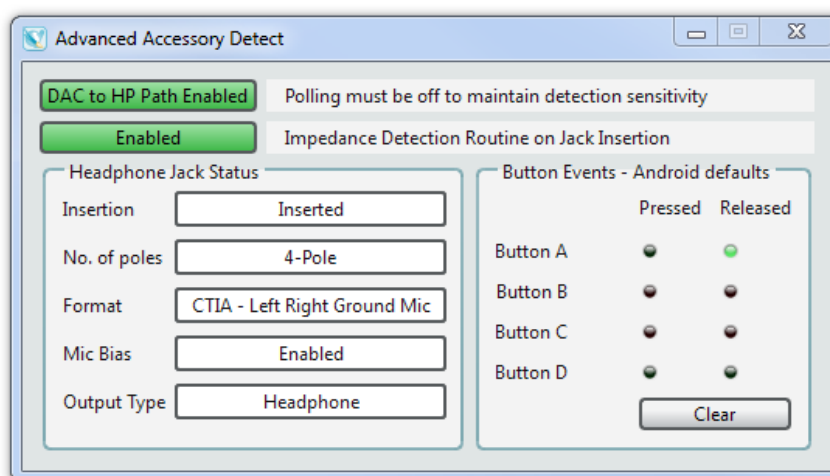 Advanced Accessory Detect
DAC to HP Path Enabled Polling must be off to maintain detection sensitivity
Enabled Impedance Detection Routine on Jack Insertion
Headphone Jack Status
Insertion Inserted
No. of poles 4-Pole
Format CTIA - Left Right Ground Mic
Mic Bias Enabled
Output Type Headphone
Button Events - Android defaults
Pressed Released
Button A
Button B
Button C
Button D
Clear